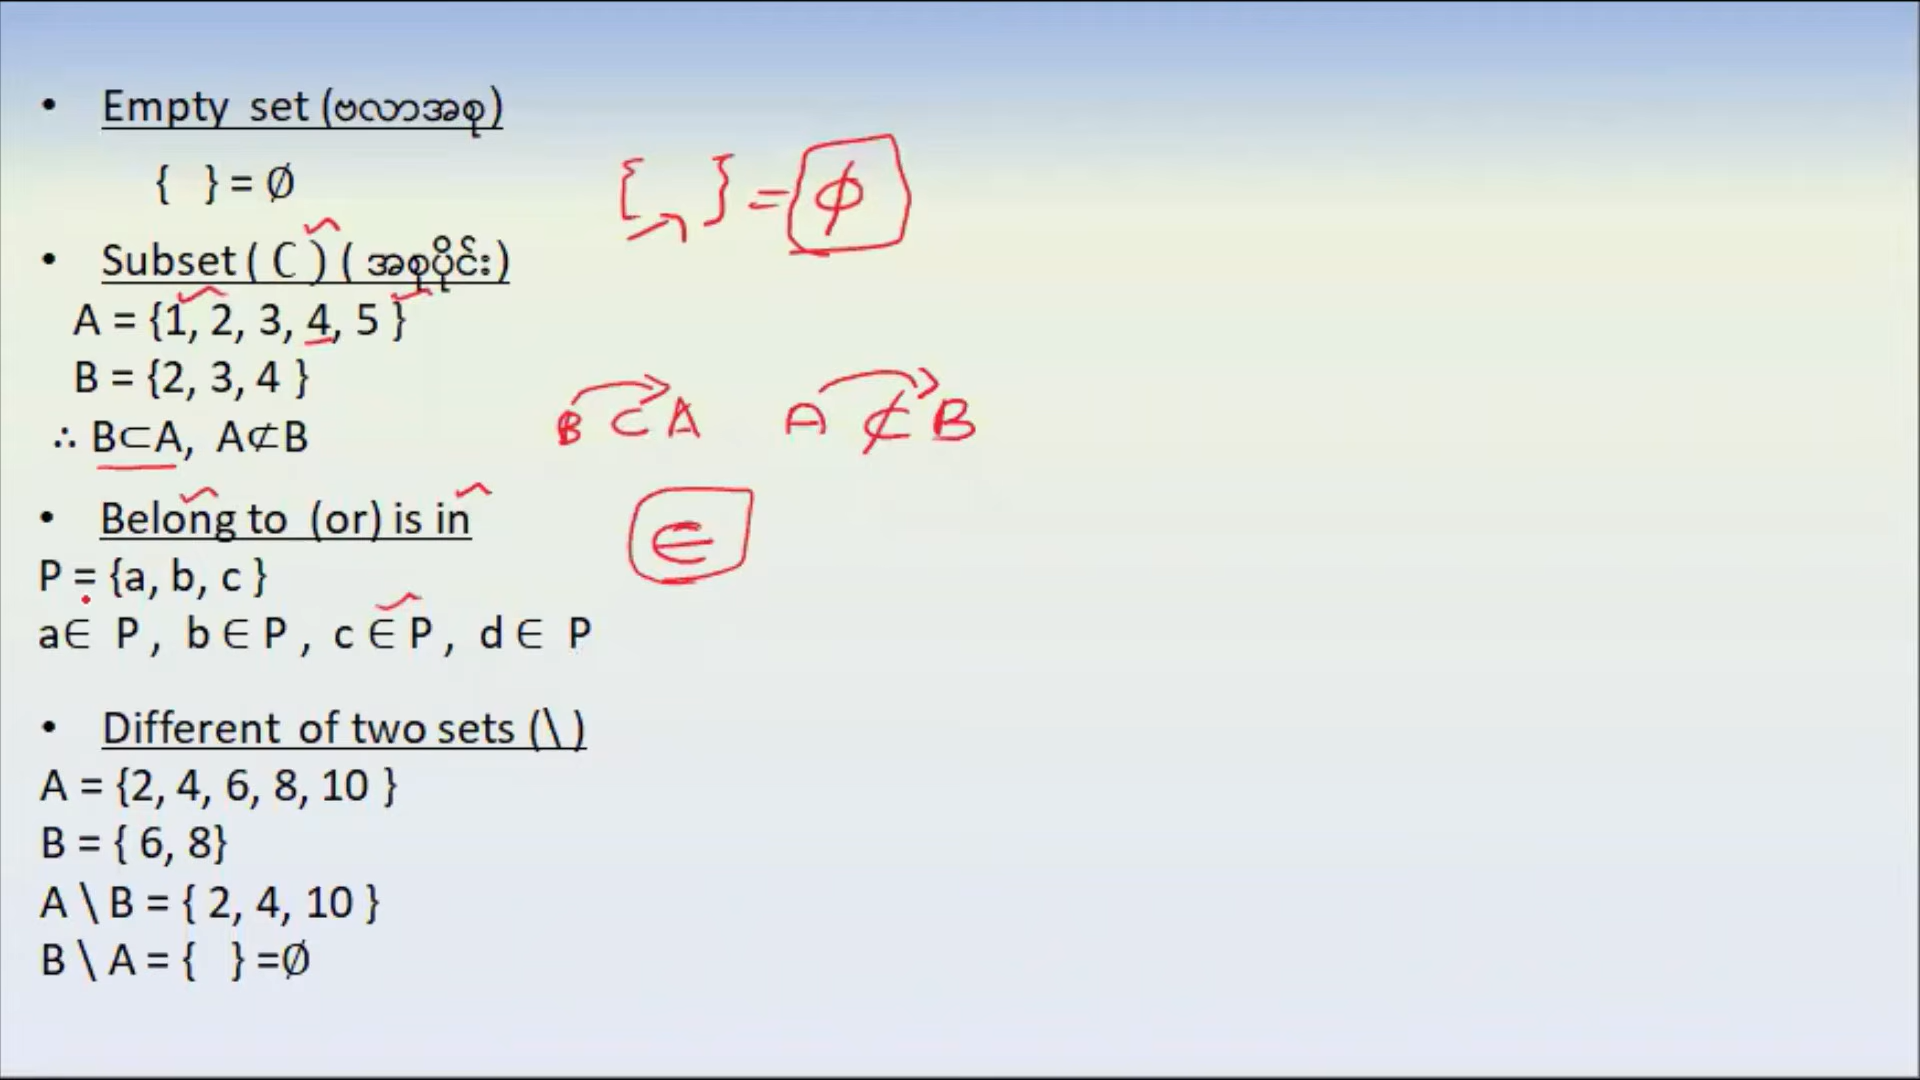 • Empty set (ဗလာအစု)
{ } = ∅
{ } = ϕ
• Subset ( ⊂ ) ( အစုပိုင်း)
A = {1, 2, 3, 4, 5 }
B = {2, 3, 4 }
∴ B⊂A, A⊄B
B ⊂ A A ⊄ B
• Belong to (or) is in
∈
P = {a, b, c }
a∈ P , b ∈ P , c ∈ P , d ∈ P
• Different of two sets (\ )
A = {2, 4, 6, 8, 10 }
B = { 6, 8}
A \ B = { 2, 4, 10 }
B \ A = { } =∅